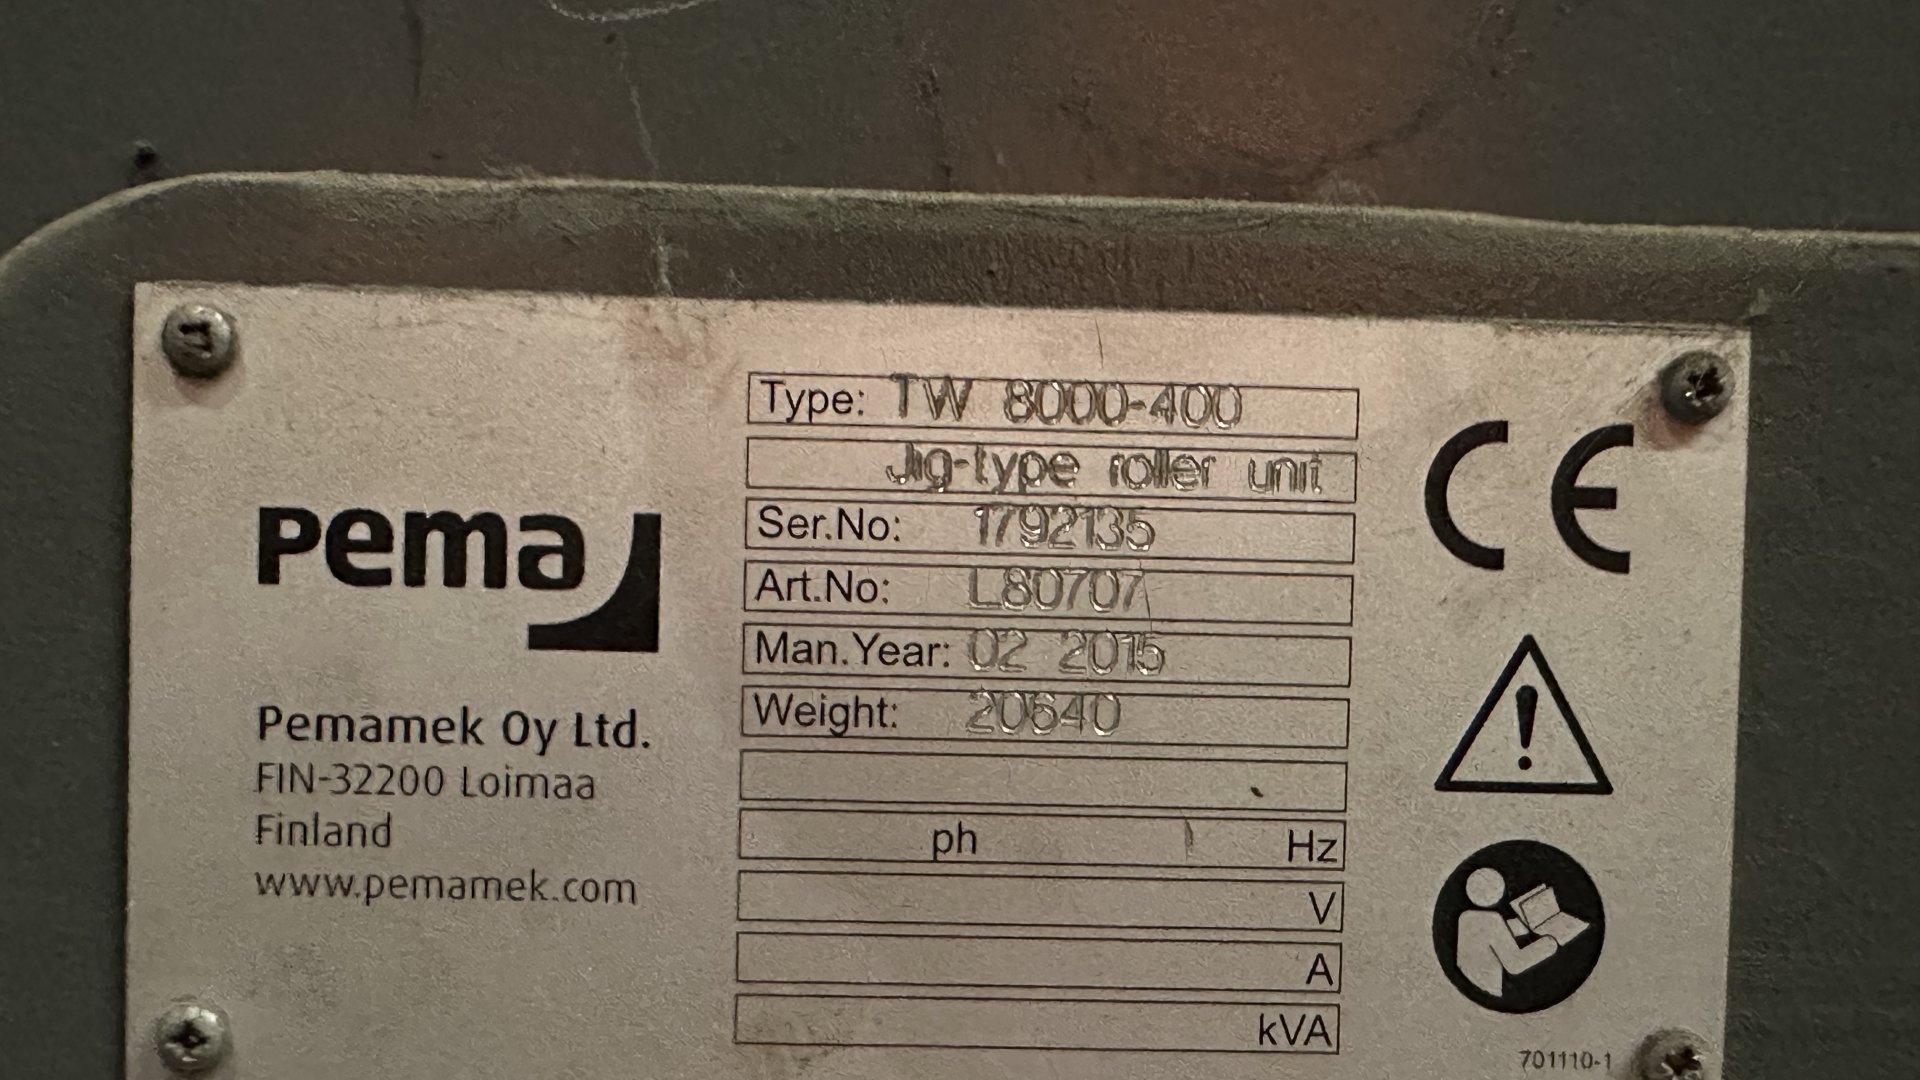 pema
Pemamek Oy Ltd.
FIN-32200 Loimaa
Finland
www.pemamek.com
Type: TW 8000-400
Jig-type roller unit
Ser.No: 1792135
Art.No: L80707
Man.Year: 02 2015
Weight: 20640
ph Hz
V
A
kVA
CE
701110-1